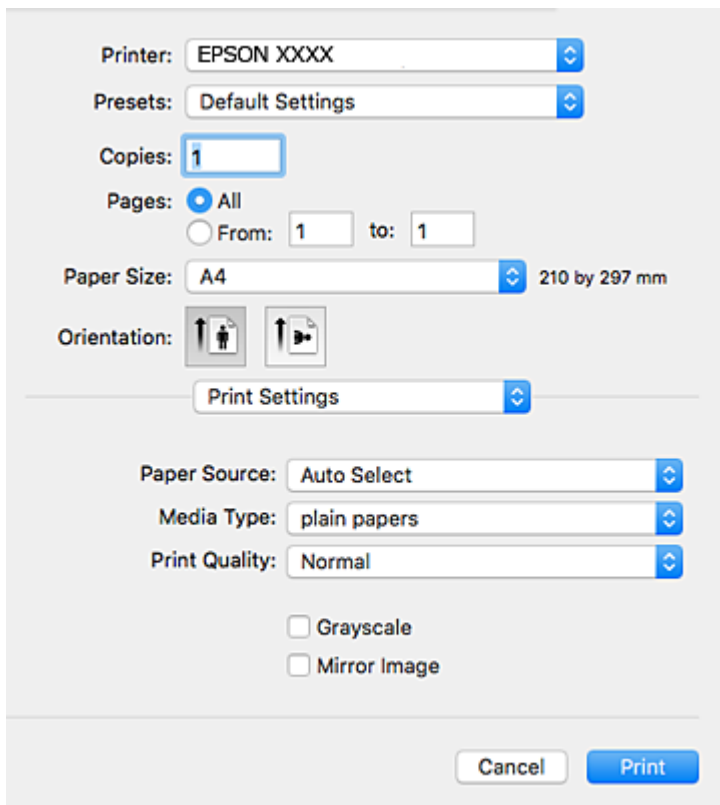 Printer: EPSON XXXX
Presets: Default Settings
Copies: 1
Pages: All
From: 1 to: 1
Paper Size: A4 210 by 297 mm
Orientation:
Print Settings
Paper Source: Auto Select
Media Type: plain papers
Print Quality: Normal
Grayscale
Mirror Image
Cancel Print